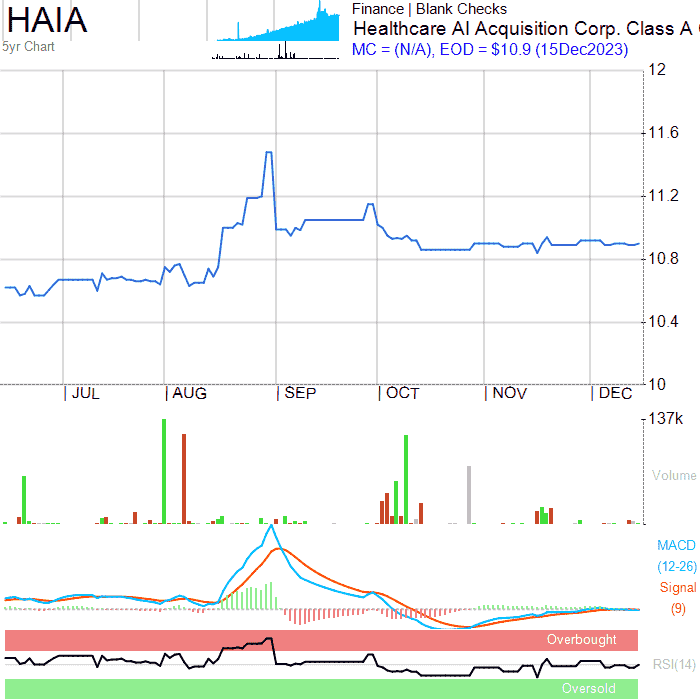 HAIA
5yr Chart
Finance | Blank Checks
Healthcare AI Acquisition Corp. Class A
MC = (N/A), EOD = $10.9 (15Dec2023)
12
11.6
11.2
10.8
10.4
10
| JUL | AUG | SEP | OCT | NOV | DEC
137k
Volume
MACD
(12-26)
Signal
(9)
Overbought
RSI(14)
Oversold